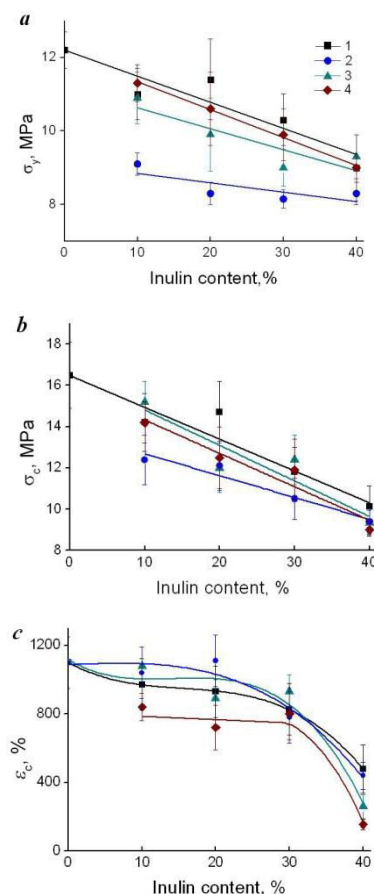 a
12
10
8
σy, MPa
1
2
3
4
0 10 20 30 40
Inulin content,%
b
18
16
14
12
10
8
σc, MPa
0 10 20 30 40
Inulin content, %
c
1200
800
400
0
εc, %
0 10 20 30 40
Inulin content, %